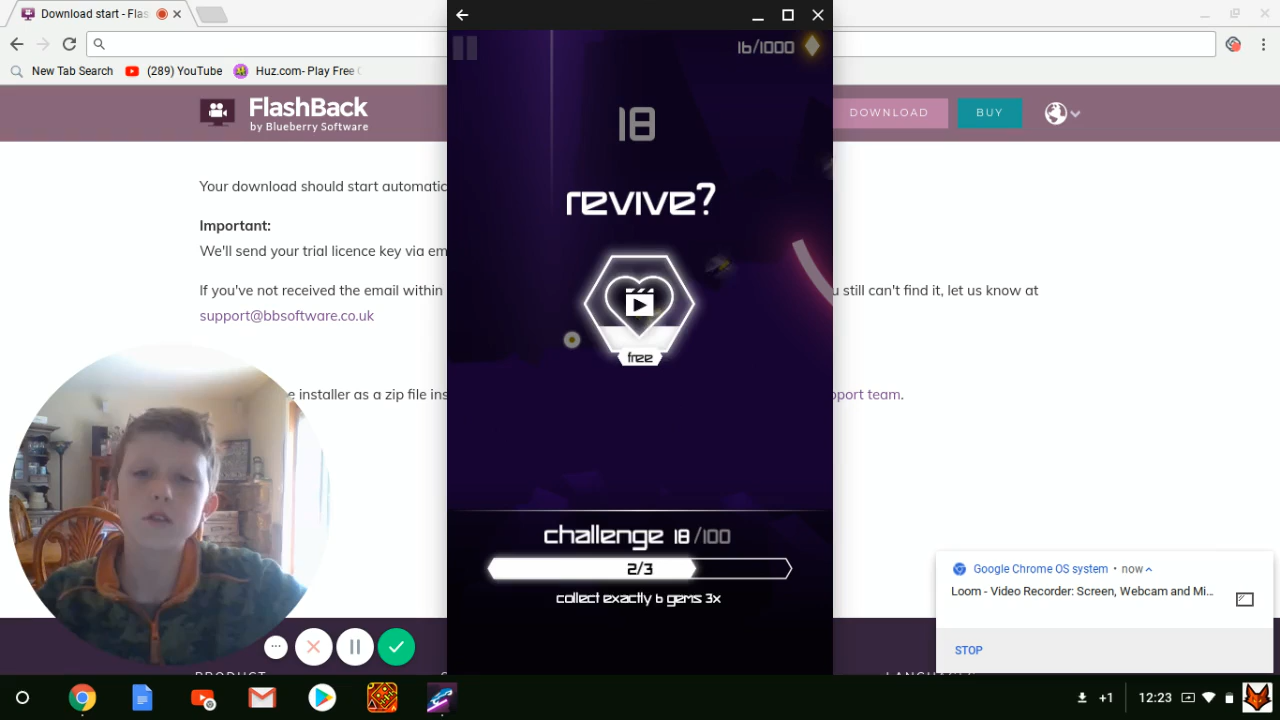 Download start - Flas
New Tab Search
(289) YouTube
Huz.com- Play Free
FlashBack
by Blueberry Software
DOWNLOAD
BUY
Your download should start automatic
Important:
We'll send your trial licence key via em
If you've not received the email within
u still can't find it, let us know at
support@bbsoftware.co.uk
e installer as a zip file ins
pport team.
16/1000
18
revive?
free
challenge 18/100
2/3
collect exactly 6 gems 3x
Google Chrome OS system • now
Loom - Video Recorder: Screen, Webcam and Mi...
STOP
PRODUCT
+1
12:23